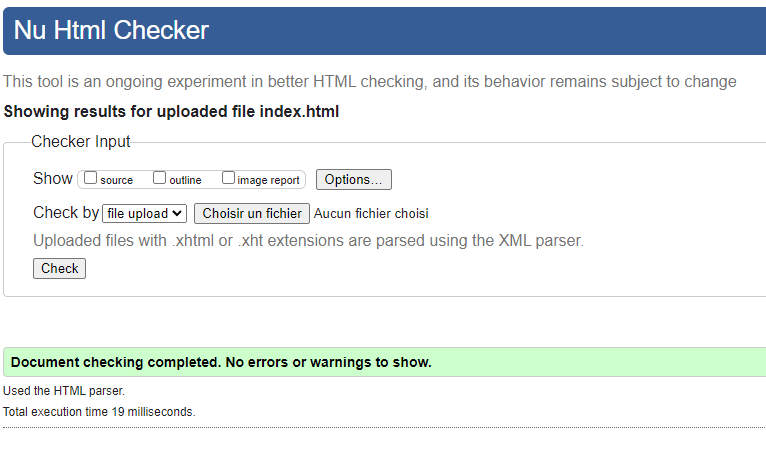 Nu Html Checker
This tool is an ongoing experiment in better HTML checking, and its behavior remains subject to change
Showing results for uploaded file index.html
Checker Input
Show source outline image report Options...
Check by file upload Choisir un fichier Aucun fichier choisi
Uploaded files with .xhtml or .xht extensions are parsed using the XML parser.
Check
Document checking completed. No errors or warnings to show.
Used the HTML parser.
Total execution time 19 milliseconds.